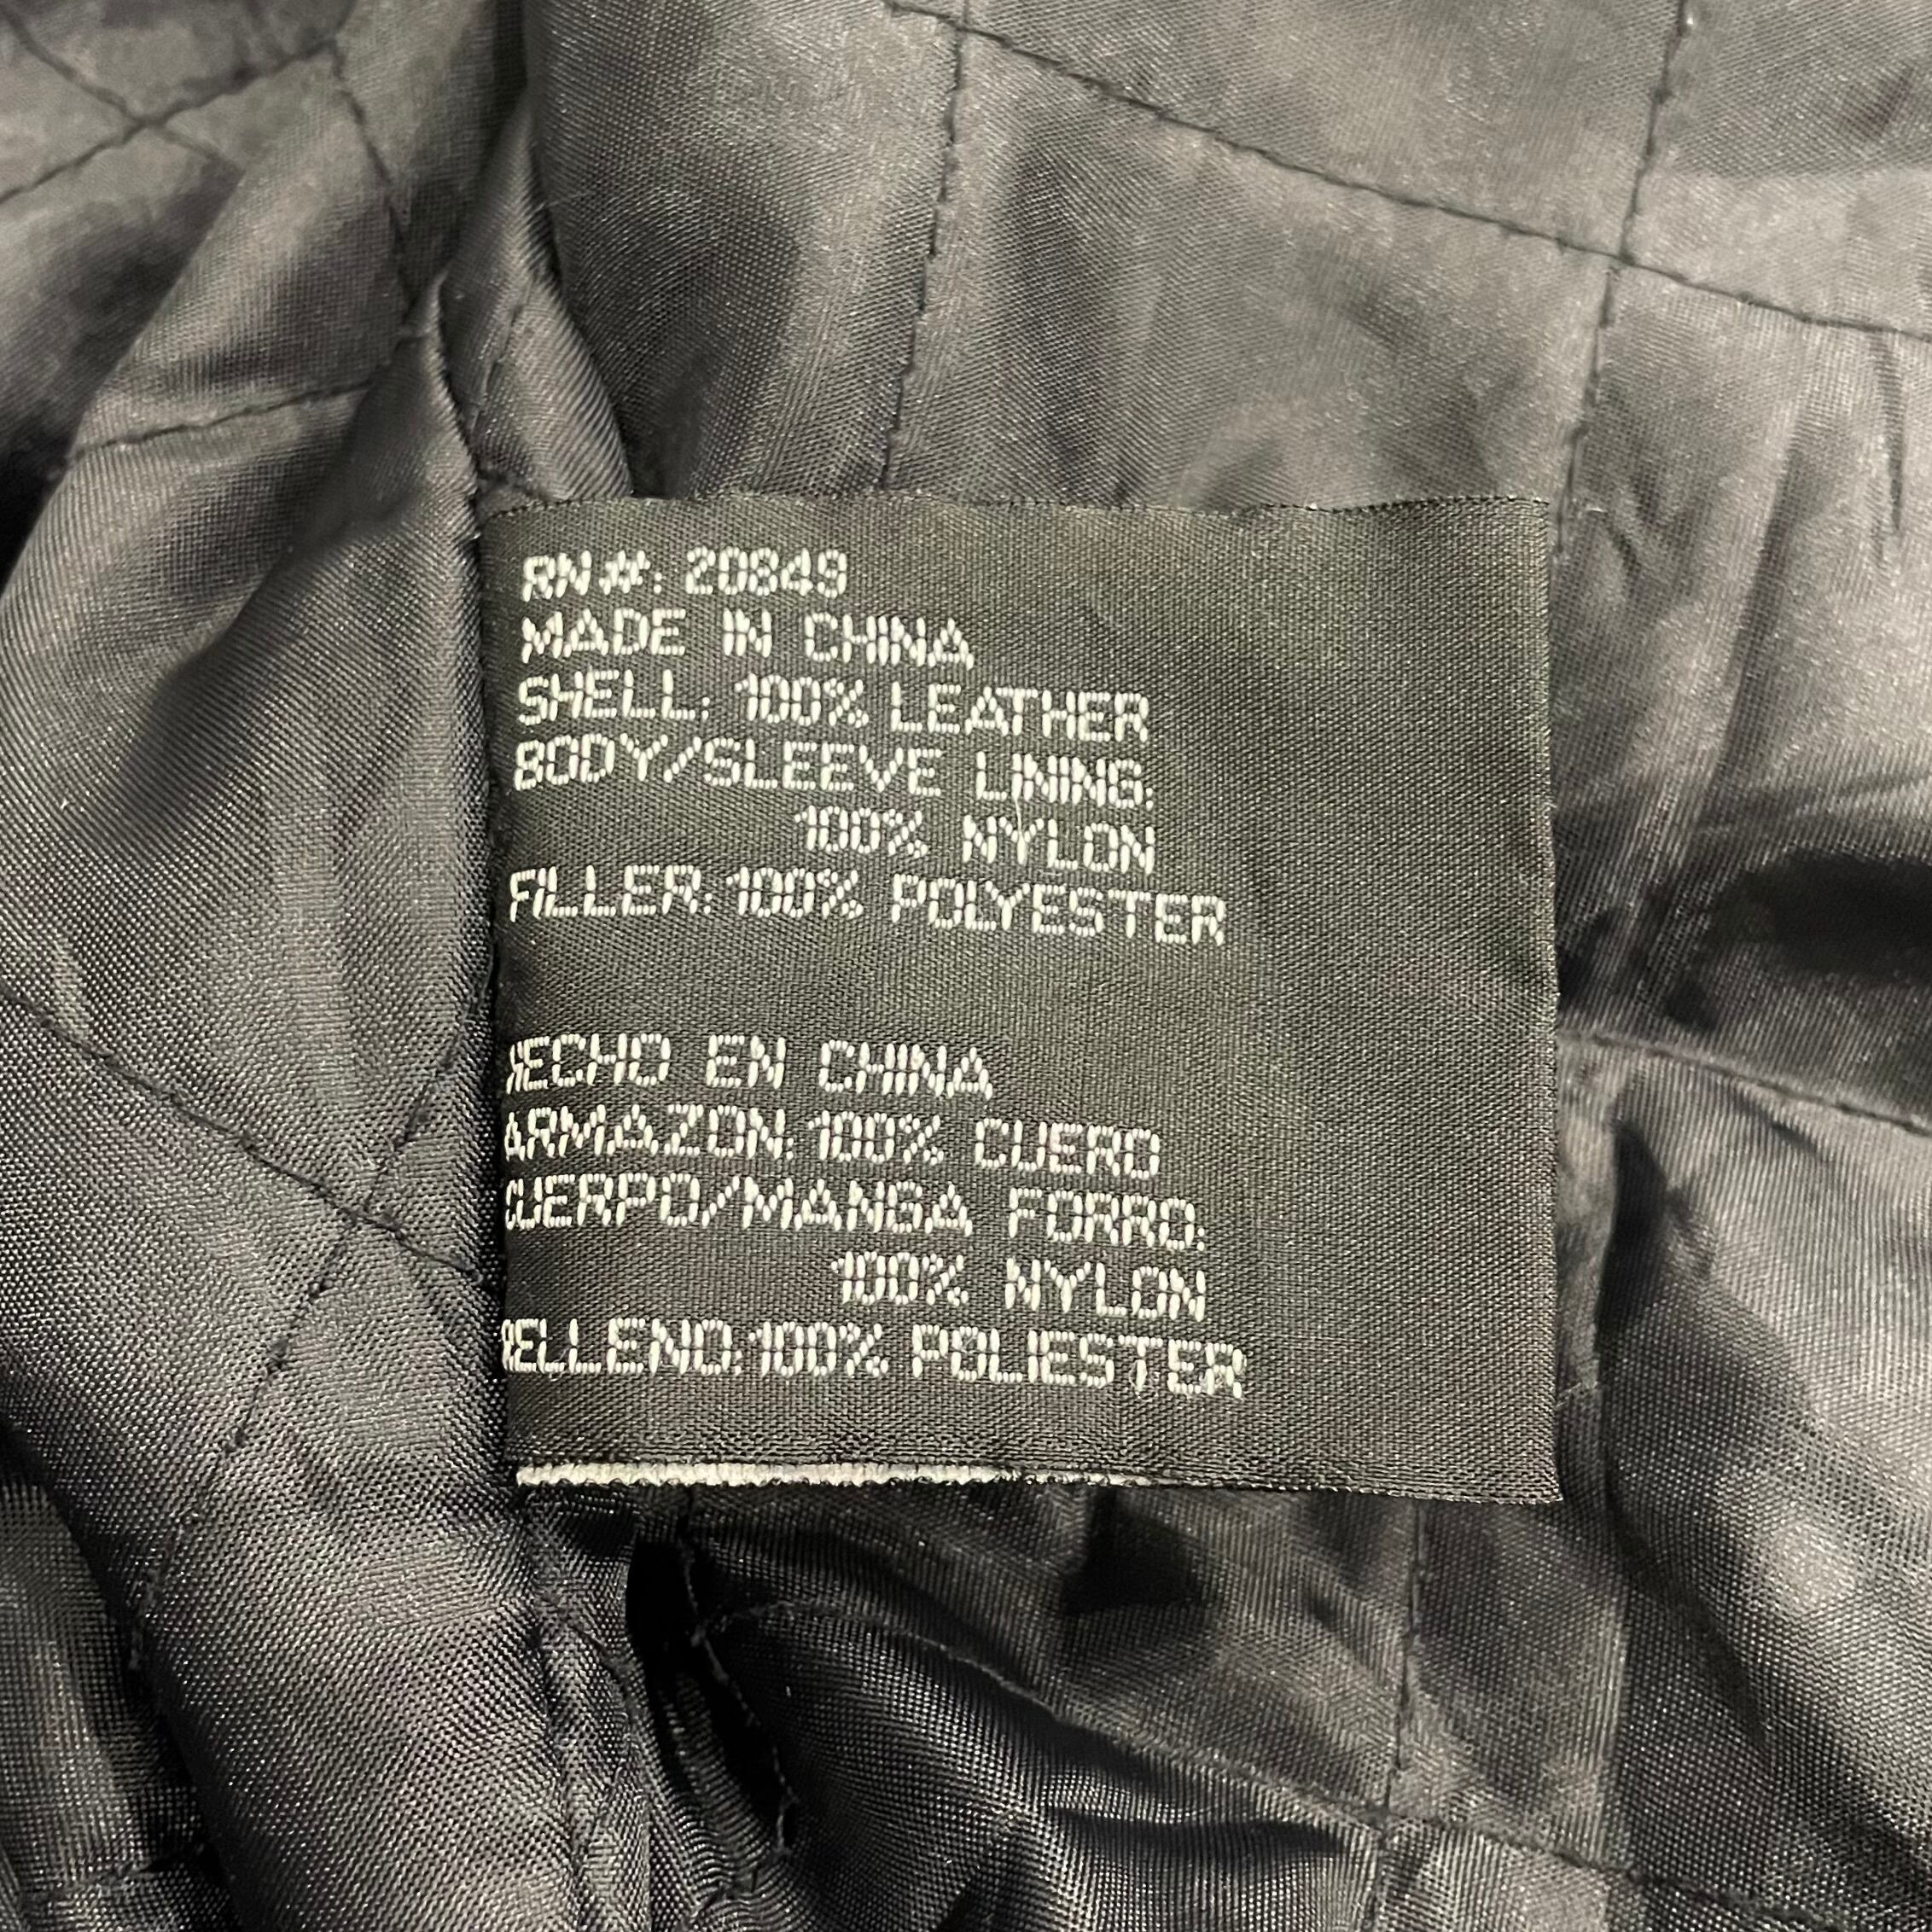 RN#: 20849
MADE IN CHINA
SHELL: 100% LEATHER
BODY/SLEEVE LINING:
100% NYLON
FILLER: 100% POLYESTER
HECHO EN CHINA
ARMAZON: 100% CUERO
CUERPO/MANGA FORRO:
100% NYLON
RELLENO: 100% POLIESTER